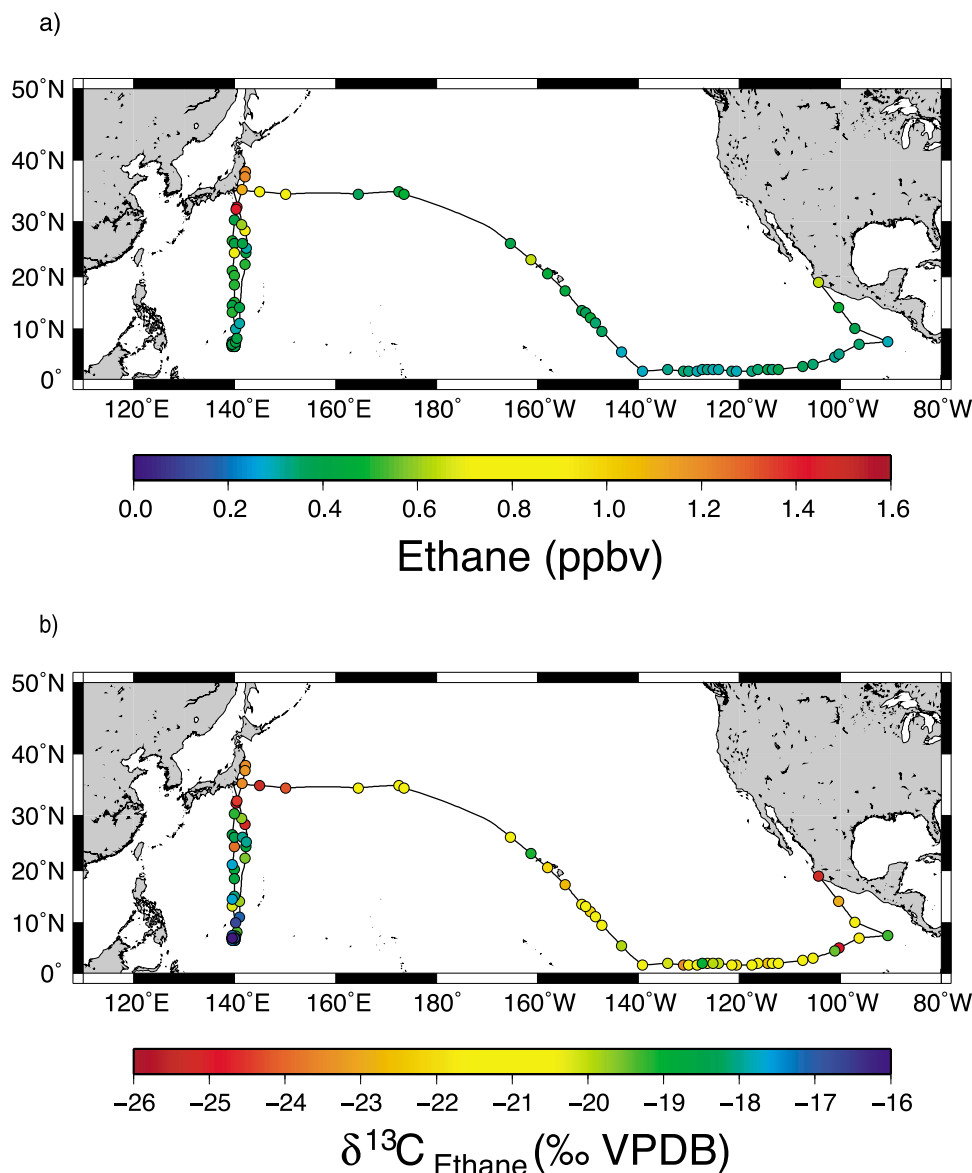 a)
50°N
40°N
30°N
20°N
10°N
0°
120°E 140°E 160°E 180° 160°W 140°W 120°W 100°W 80°W
0.0 0.2 0.4 0.6 0.8 1.0 1.2 1.4 1.6
Ethane (ppbv)
b)
50°N
40°N
30°N
20°N
10°N
0°
120°E 140°E 160°E 180° 160°W 140°W 120°W 100°W 80°W
−26 −25 −24 −23 −22 −21 −20 −19 −18 −17 −16
δ¹³C Ethane (‰ VPDB)